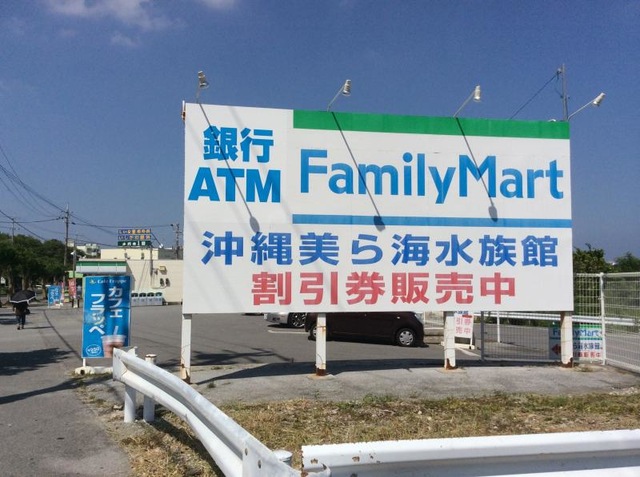 銀行
ATM
FamilyMart
沖縄美ら海水族館
割引券販売中
カフェ
フラッペ